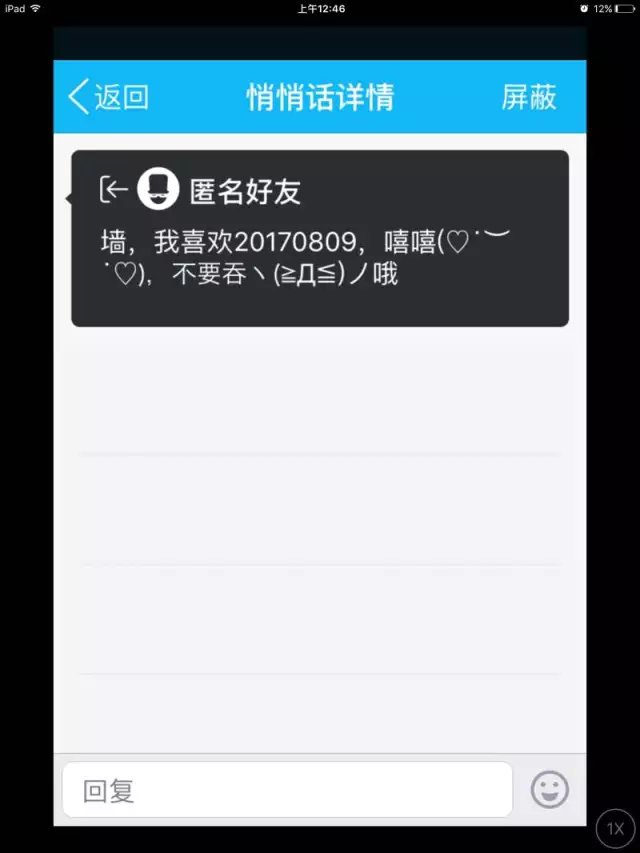 iPad 上午12:46 12%
返回 悄悄话详情 屏蔽
匿名好友
墙，我喜欢20170809，嘻嘻(♡˙︶
˙♡)，不要吞ヽ(≧Д≦)ノ哦
回复
1X